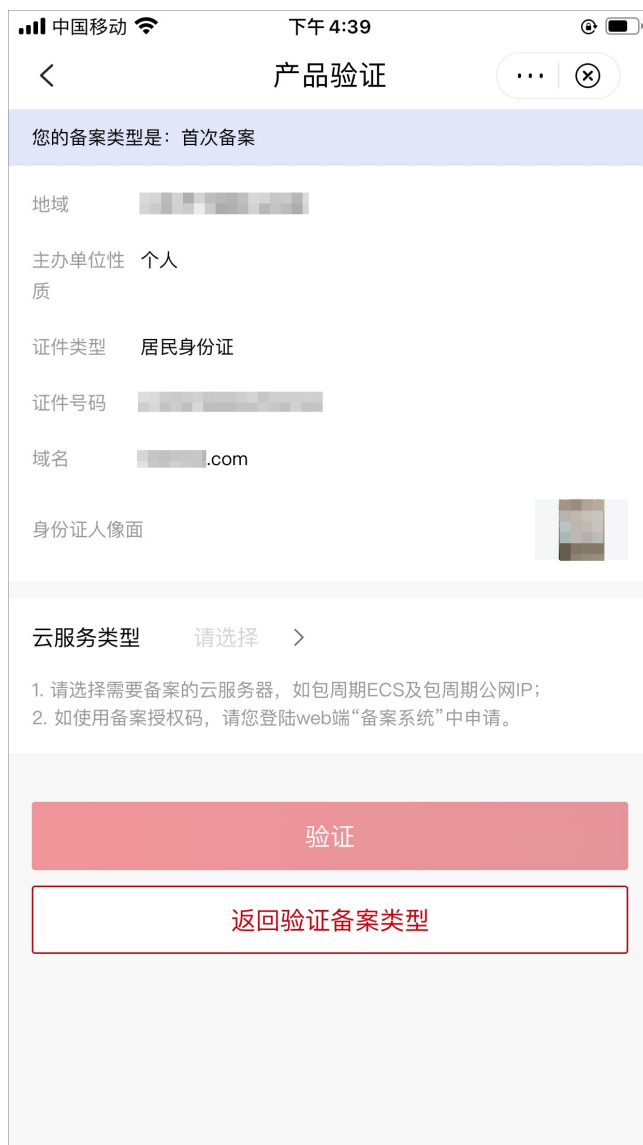 中国移动 下午4:39
产品验证
您的备案类型是：首次备案
地域
主办单位性 个人
质
证件类型 居民身份证
证件号码
域名 .com
身份证人像面
云服务类型 请选择
1. 请选择需要备案的云服务器，如包周期ECS及包周期公网IP；
2. 如使用备案授权码，请您登陆web端“备案系统”中申请。
验证
返回验证备案类型